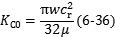 K_{C0} = \frac{\pi w c_r^2}{32\mu} (6-36)